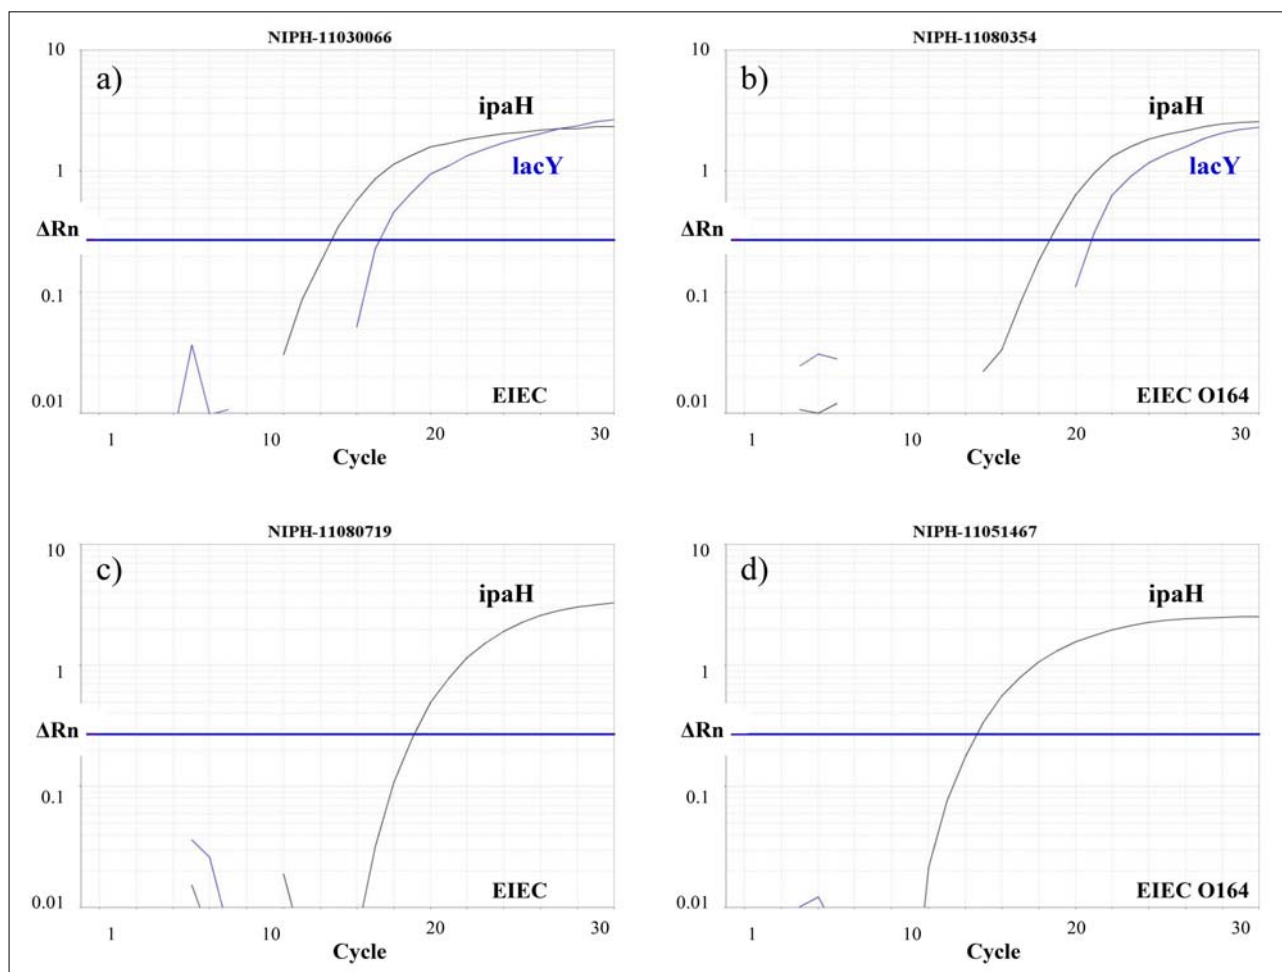 NIPH-11030066
a)
10
1
ΔRn
0.1
0.01
ipaH
lacY
EIEC
1
10
20
30
Cycle
NIPH-11080354
b)
10
1
ΔRn
0.1
0.01
ipaH
lacY
EIEC O164
1
10
20
30
Cycle
NIPH-11080719
c)
10
1
ΔRn
0.1
0.01
ipaH
EIEC
1
10
20
30
Cycle
NIPH-11051467
d)
10
1
ΔRn
0.1
0.01
ipaH
EIEC O164
1
10
20
30
Cycle